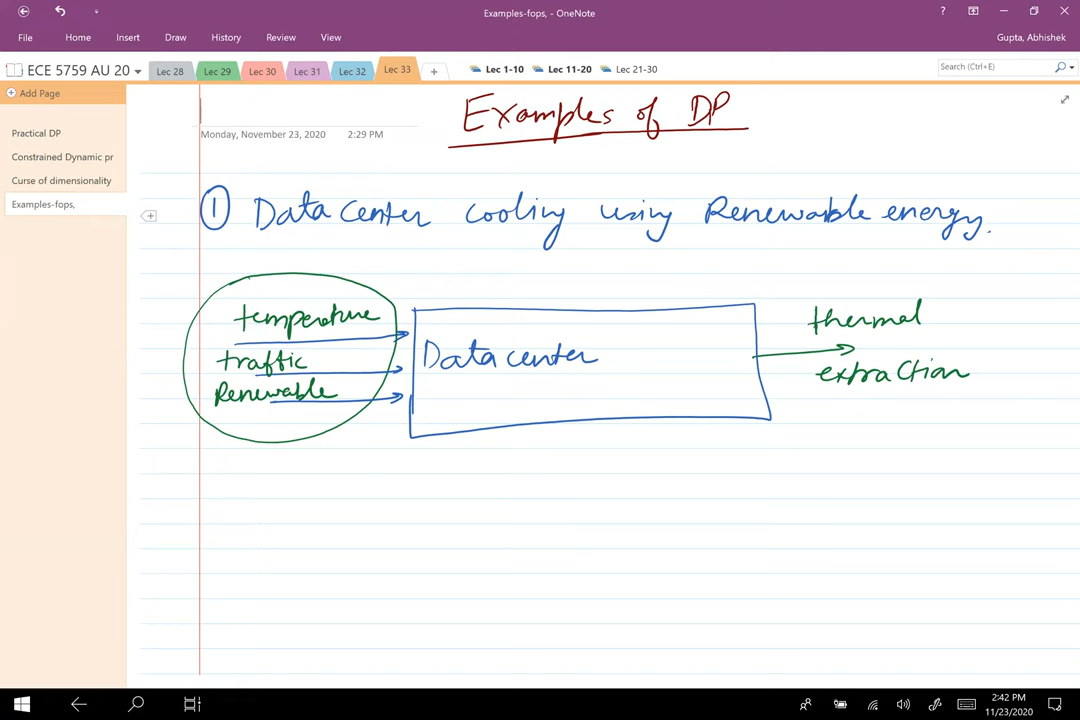 Examples-fops, - OneNote
?
File Home Insert Draw History Review View
Gupta, Abhishek
ECE 5759 AU 20
Lec 28 Lec 29 Lec 30 Lec 31 Lec 32 Lec 33 + Lec 1-10 Lec 11-20 Lec 21-30
Search (Ctrl+E)
Add Page
Practical DP
Constrained Dynamic pr
Curse of dimensionality
Examples-fops,
Examples of DP
Monday, November 23, 2020 2:29 PM
① Data center cooling using Renewable energy.
temperature
traffic
Renewable
Data center
thermal
extraction
2:42 PM
11/23/2020